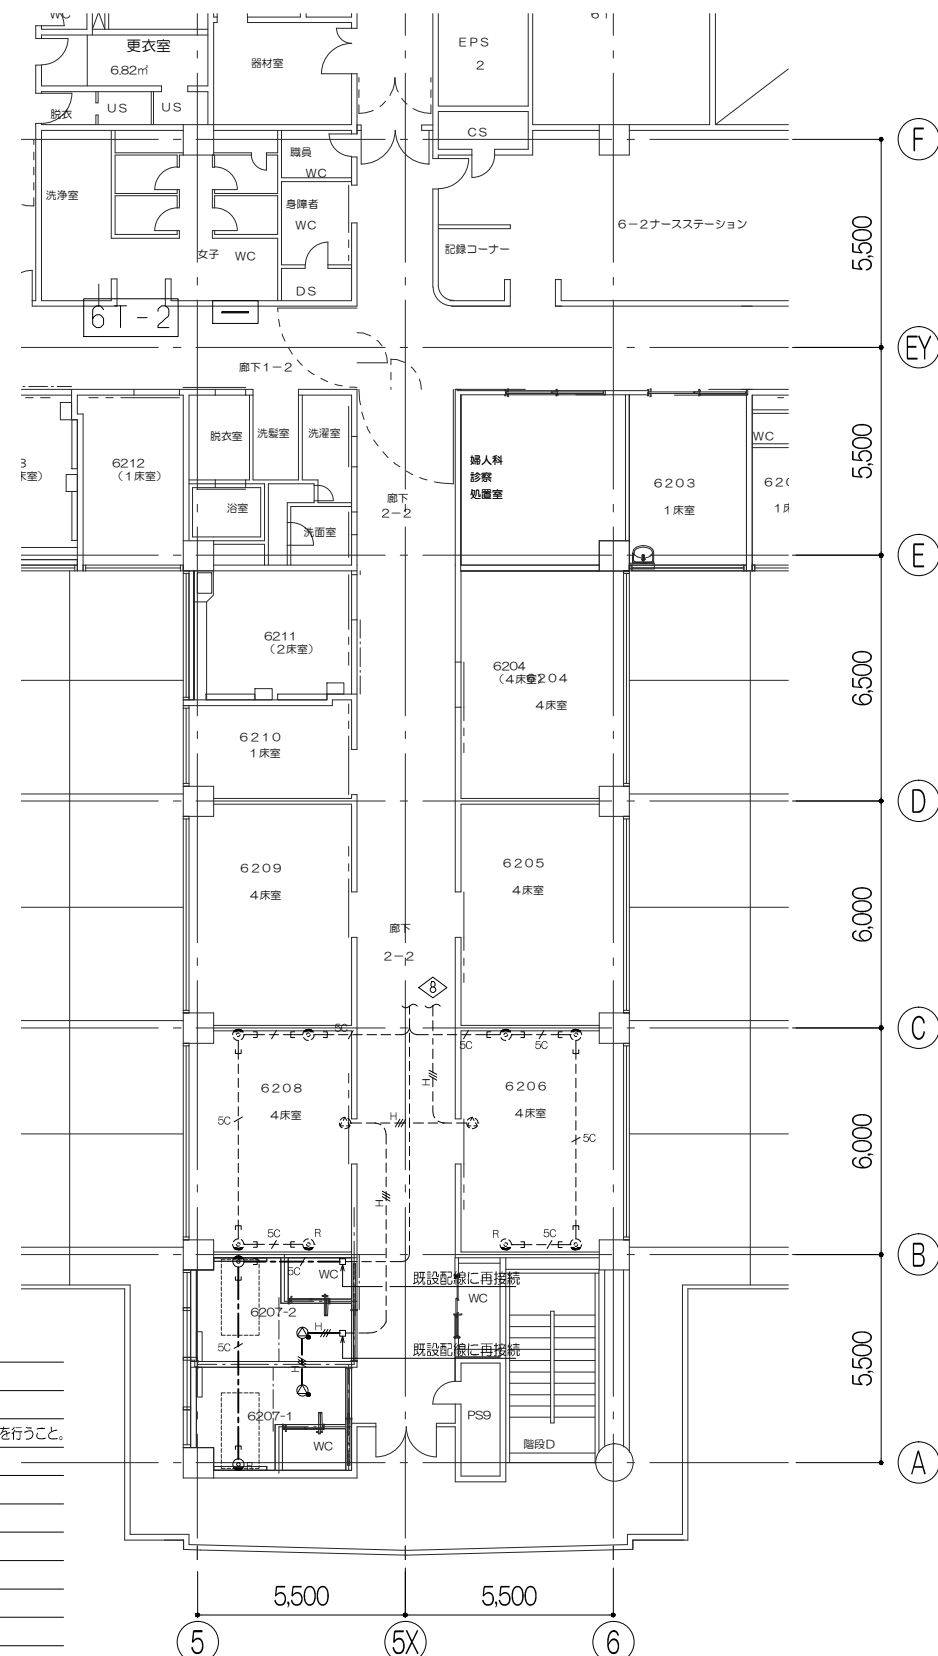 WC
更衣室
6.82㎡
器材室
EPS
2
脱衣
US
US
CS
F
職員
WC
洗浄室
身障者
WC
6-2ナースステーション
女子 WC
記録コーナー
DS
5,500
6T-2
EY
廊下1-2
脱衣室
洗髪室
洗濯室
WC
婦人科
診察
処置室
6212
(1床室)
床室)
6203
1床室
5,500
浴室
廊下
2-2
洗面室
E
6211
(2床室)
6204
(4床室)
6204
4床室
6,500
6210
1床室
D
6209
4床室
6205
4床室
6,000
廊下
2-2
8
5C
5C
5C
C
H
6208
4床室
6206
4床室
H
5C
5C
6,000
H
5C
R
R
5C
B
5C
WC
既設配線に再接続
WC
6207-2
H
5C
既設配線に再接続
5,500
H
6207-1
PS9
を行うこと。
WC
階段D
A
5,500
5,500
5
5X
6